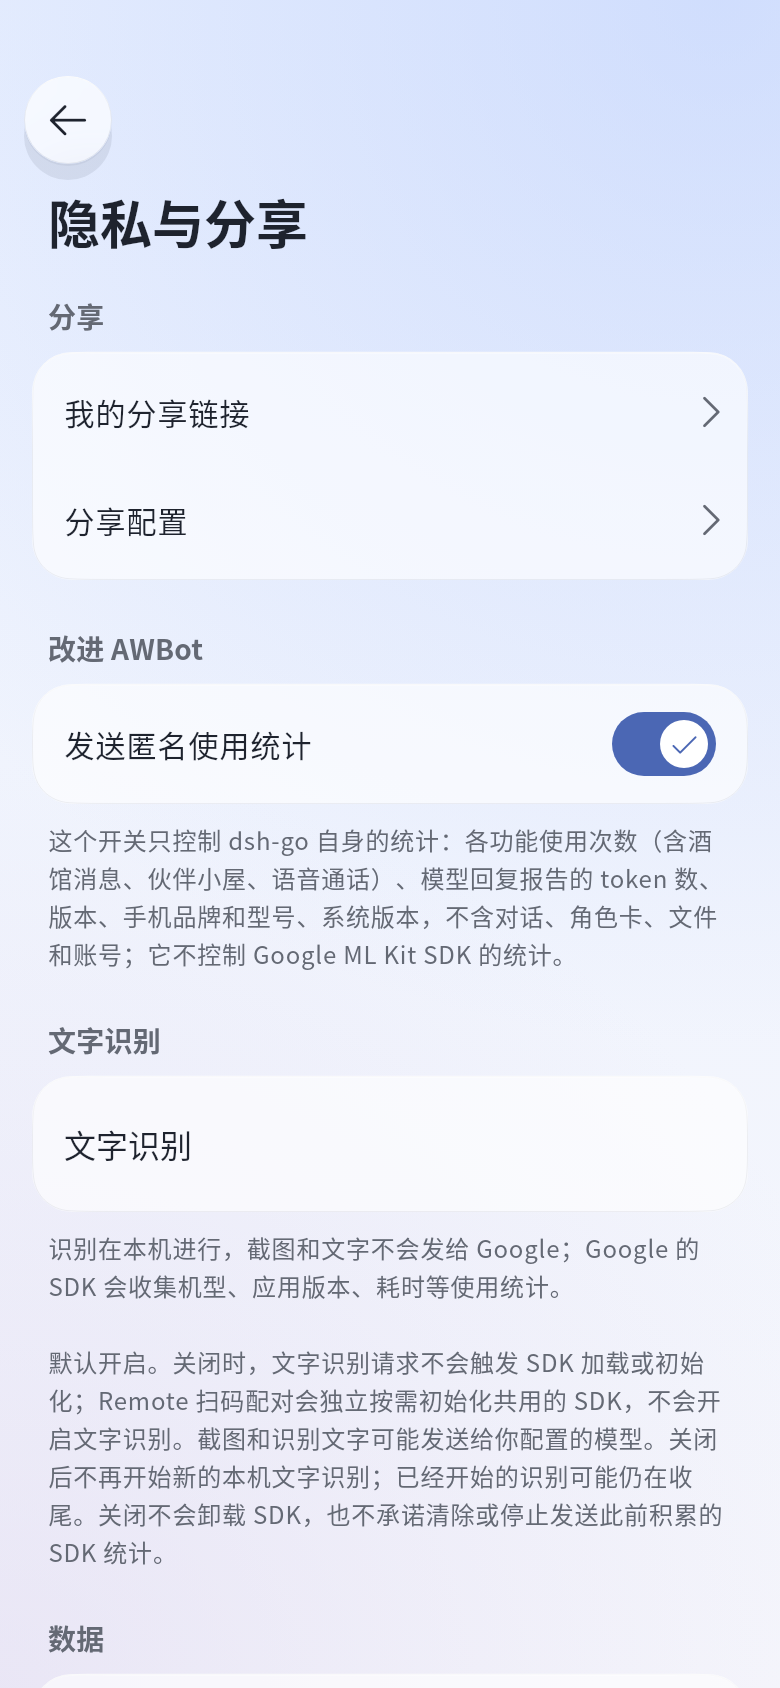 隐私与分享
分享
我的分享链接
分享配置
改进 AWBot
发送匿名使用统计
这个开关只控制 dsh-go 自身的统计：各功能使用次数（含酒
馆消息、伙伴小屋、语音通话）、模型回复报告的 token 数、
版本、手机品牌和型号、系统版本，不含对话、角色卡、文件
和账号；它不控制 Google ML Kit SDK 的统计。
文字识别
文字识别
识别在本机进行，截图和文字不会发给 Google；Google 的
SDK 会收集机型、应用版本、耗时等使用统计。
默认开启。关闭时，文字识别请求不会触发 SDK 加载或初始
化；Remote 扫码配对会独立按需初始化共用的 SDK，不会开
启文字识别。截图和识别文字可能发送给你配置的模型。关闭
后不再开始新的本机文字识别；已经开始的识别可能仍在收
尾。关闭不会卸载 SDK，也不承诺清除或停止发送此前积累的
SDK 统计。
数据